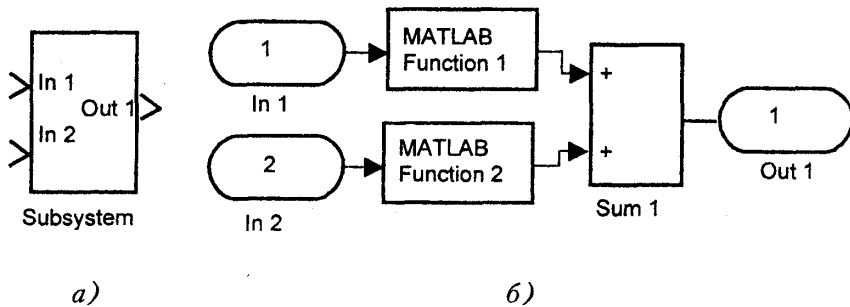 In 1
Out 1
In 2
Subsystem
1
In 1
MATLAB
Function 1
2
In 2
MATLAB
Function 2
+
+
Sum 1
1
Out 1
а)
б)